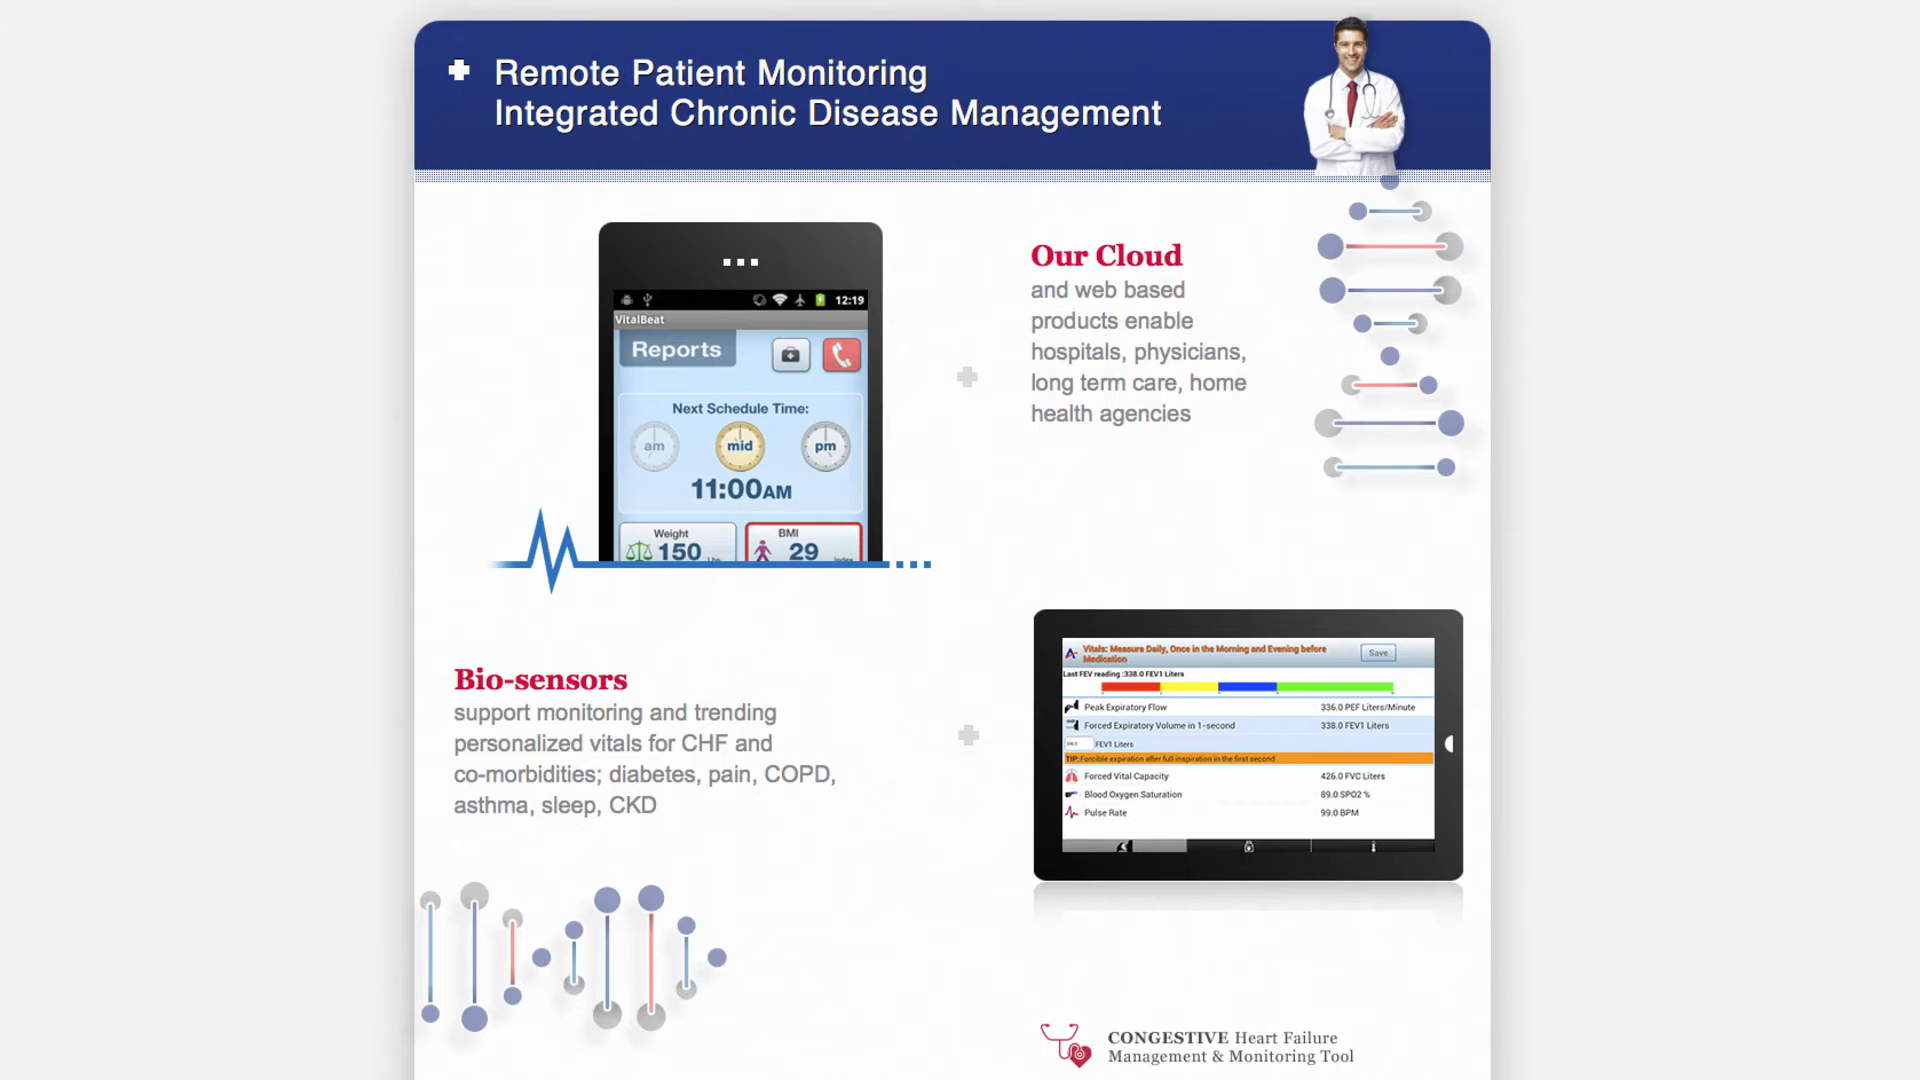 Remote Patient Monitoring
Integrated Chronic Disease Management
12:19
VitalBeat
Reports
Next Schedule Time:
am
mid
pm
11:00AM
Weight
150
BMI
29
Our Cloud
and web based
products enable
hospitals, physicians,
long term care, home
health agencies
Bio-sensors
support monitoring and trending
personalized vitals for CHF and
co-morbidities; diabetes, pain, COPD,
asthma, sleep, CKD
Vitals: Measure Daily, Once in the Morning and Evening before
Medication
Save
Last FEV reading :338.0 FEV1 Liters
Peak Expiratory Flow 336.0 PEF Liters/Minute
Forced Expiratory Volume in 1-second 338.0 FEV1 Liters
FEV1 Liters
TIP:Forcible expiration after full inspiration in the first second
Forced Vital Capacity 426.0 FVC Liters
Blood Oxygen Saturation 89.0 SPO2 %
Pulse Rate 99.0 BPM
CONGESTIVE Heart Failure
Management & Monitoring Tool